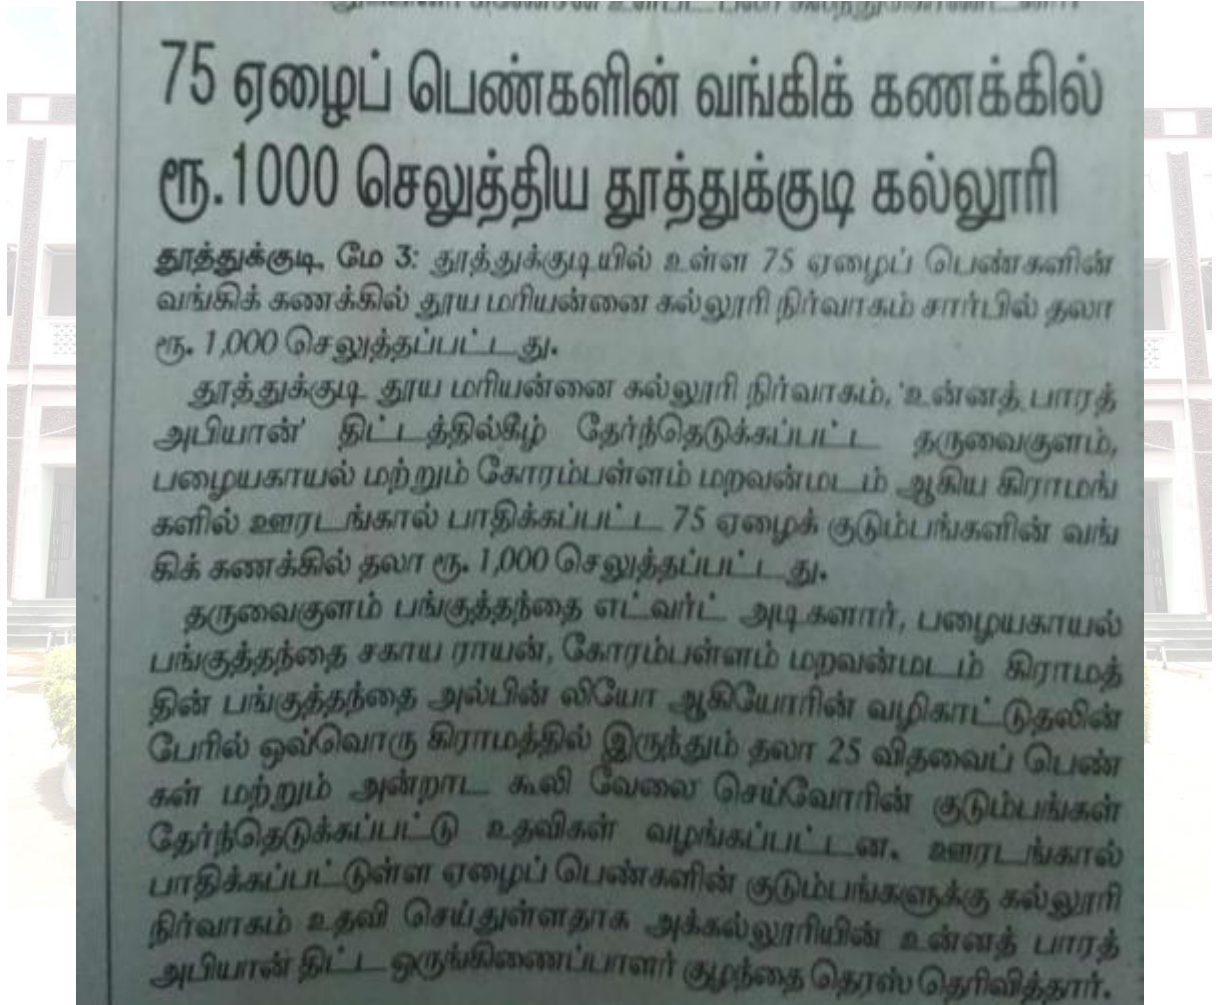 75 ஏழைப் பெண்களின் வங்கிக் கணக்கில்
ரூ.1000 செலுத்திய தூத்துக்குடி கல்லூரி
தூத்துக்குடி, மே 3: தூத்துக்குடியில் உள்ள 75 ஏழைப் பெண்களின்
வங்கிக் கணக்கில் தூய மரியன்னை கல்லூரி நிர்வாகம் சார்பில் தலா
ரூ. 1,000 செலுத்தப்பட்டது.
தூத்துக்குடி தூய மரியன்னை கல்லூரி நிர்வாகம், 'உன்னத் பாரத்
அபியான்' திட்டத்தில்கீழ் தேர்ந்தெடுக்கப்பட்ட தருவைகுளம்,
பழையகாயல் மற்றும் கோரம்பள்ளம் மறவன்மடம் ஆகிய கிராமங்
களில் ஊரடங்கால் பாதிக்கப்பட்ட 75 ஏழைக் குடும்பங்களின் வங்
கிக் கணக்கில் தலா ரூ. 1,000 செலுத்தப்பட்டது.
தருவைகுளம் பங்குத்தந்தை எட்வர்ட் அடிகளார், பழையகாயல்
பங்குத்தந்தை சகாய ராயன், கோரம்பள்ளம் மறவன்மடம் கிராமத்
தின் பங்குத்தந்தை அல்பின் லியோ ஆகியோரின் வழிகாட்டுதலின்
பேரில் ஒவ்வொரு கிராமத்தில் இருந்தும் தலா 25 விதவைப் பெண்
கள் மற்றும் அன்றாட கூலி வேலை செய்வோரின் குடும்பங்கள்
தேர்ந்தெடுக்கப்பட்டு உதவிகள் வழங்கப்பட்டன. ஊரடங்கால்
பாதிக்கப்பட்டுள்ள ஏழைப் பெண்களின் குடும்பங்களுக்கு கல்லூரி
நிர்வாகம் உதவி செய்துள்ளதாக அக்கல்லூரியின் உன்னத் பாரத்
அபியான் திட்ட ஒருங்கிணைப்பாளர் குழந்தை தெரஸ் தெரிவித்தார்.